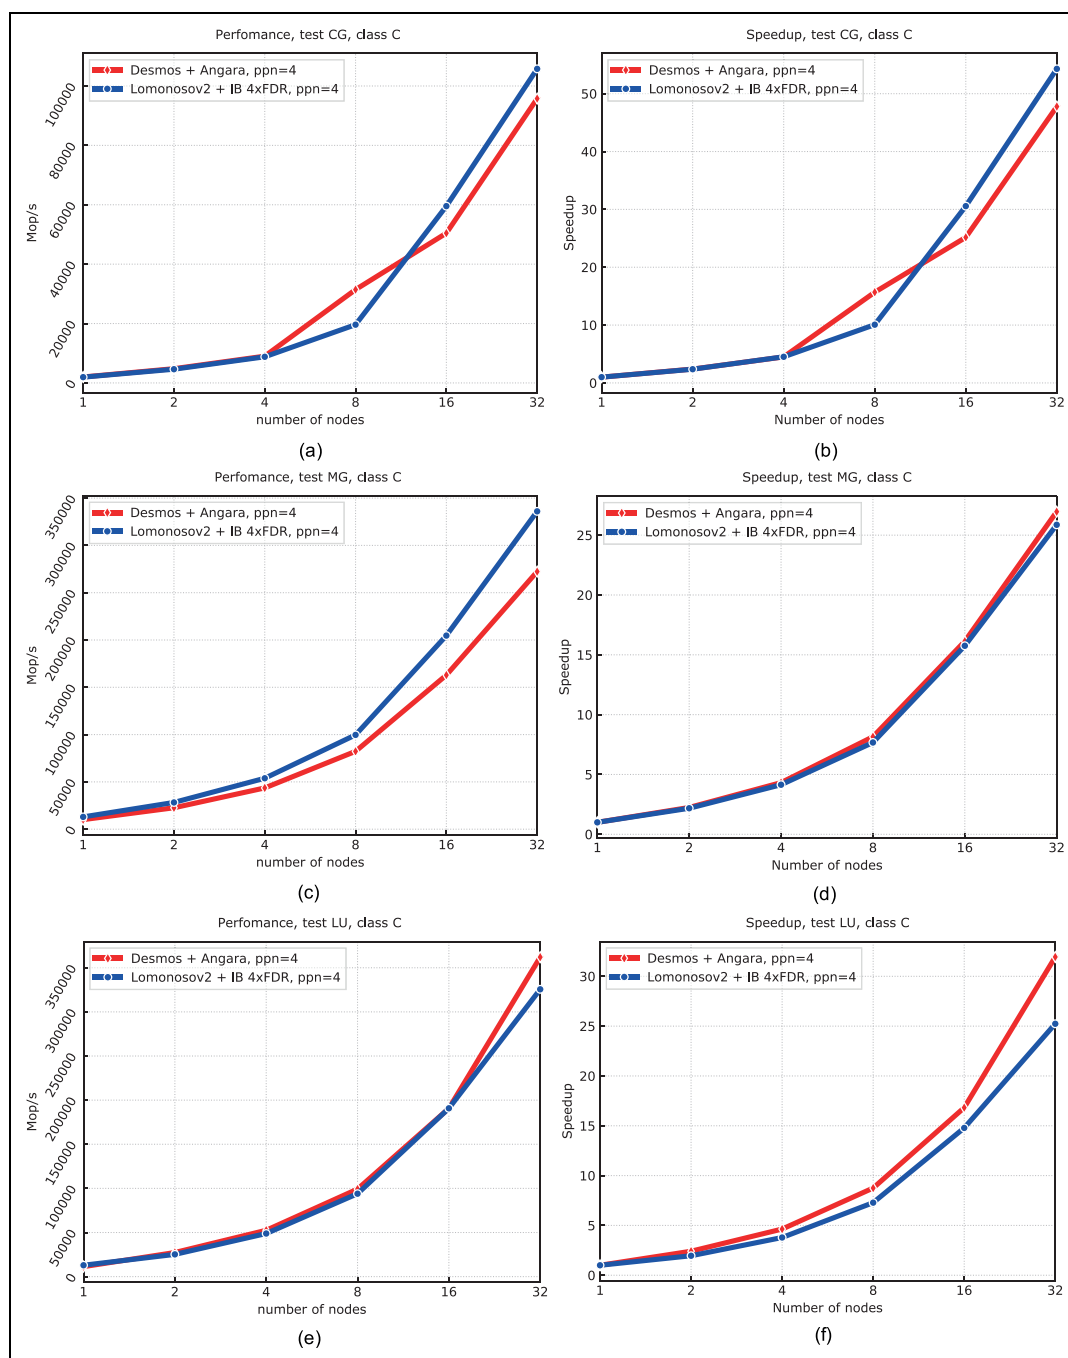 Perfomance, test CG, class C
Desmos + Angara, ppn=4
Lomonosov2 + IB 4xFDR, ppn=4
100000
80000
60000
40000
20000
0
Mop/s
1 2 4 8 16 32
number of nodes
(a)
Speedup, test CG, class C
Desmos + Angara, ppn=4
Lomonosov2 + IB 4xFDR, ppn=4
50
40
30
20
10
0
Speedup
1 2 4 8 16 32
Number of nodes
(b)
Perfomance, test MG, class C
Desmos + Angara, ppn=4
Lomonosov2 + IB 4xFDR, ppn=4
350000
300000
250000
200000
150000
100000
50000
0
Mop/s
1 2 4 8 16 32
number of nodes
(c)
Speedup, test MG, class C
Desmos + Angara, ppn=4
Lomonosov2 + IB 4xFDR, ppn=4
25
20
15
10
5
0
Speedup
1 2 4 8 16 32
Number of nodes
(d)
Perfomance, test LU, class C
Desmos + Angara, ppn=4
Lomonosov2 + IB 4xFDR, ppn=4
350000
300000
250000
200000
150000
100000
50000
0
Mop/s
1 2 4 8 16 32
number of nodes
(e)
Speedup, test LU, class C
Desmos + Angara, ppn=4
Lomonosov2 + IB 4xFDR, ppn=4
30
25
20
15
10
5
0
Speedup
1 2 4 8 16 32
Number of nodes
(f)